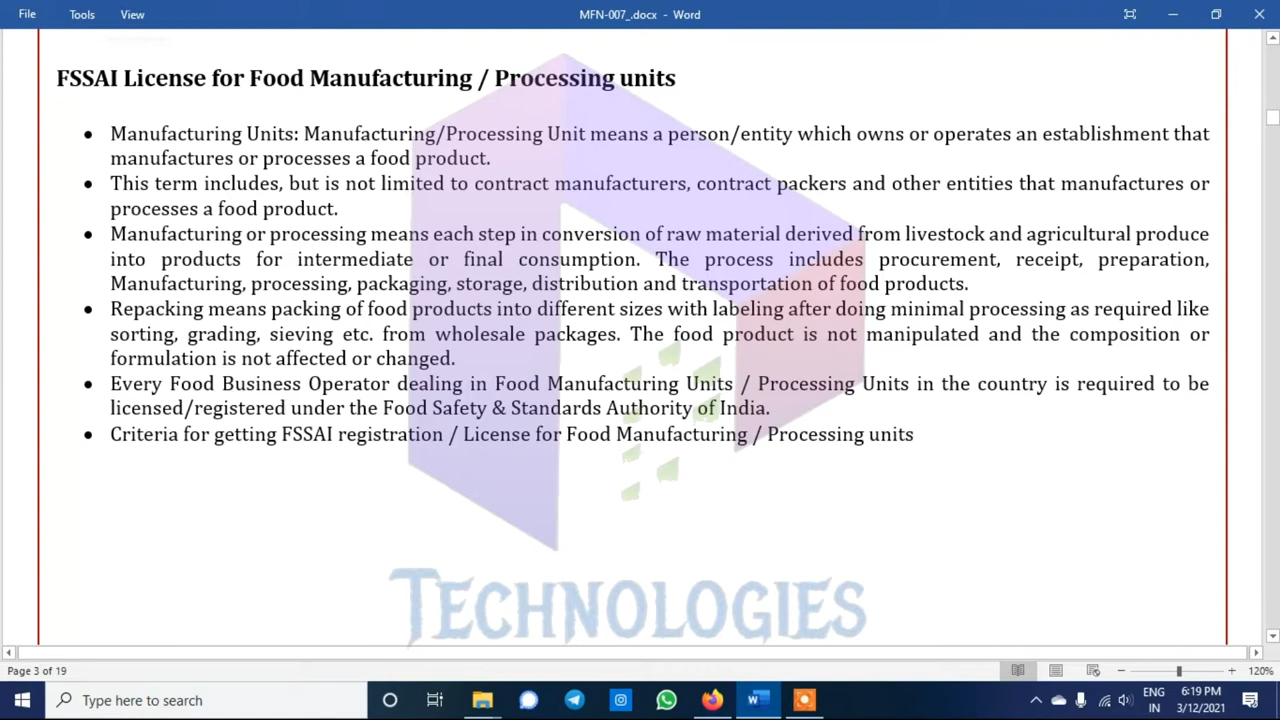 File Tools View MFN-007_.docx - Word
FSSAI License for Food Manufacturing / Processing units
• Manufacturing Units: Manufacturing/Processing Unit means a person/entity which owns or operates an establishment that
manufactures or processes a food product.
• This term includes, but is not limited to contract manufacturers, contract packers and other entities that manufactures or
processes a food product.
• Manufacturing or processing means each step in conversion of raw material derived from livestock and agricultural produce
into products for intermediate or final consumption. The process includes procurement, receipt, preparation,
Manufacturing, processing, packaging, storage, distribution and transportation of food products.
• Repacking means packing of food products into different sizes with labeling after doing minimal processing as required like
sorting, grading, sieving etc. from wholesale packages. The food product is not manipulated and the composition or
formulation is not affected or changed.
• Every Food Business Operator dealing in Food Manufacturing Units / Processing Units in the country is required to be
licensed/registered under the Food Safety & Standards Authority of India.
• Criteria for getting FSSAI registration / License for Food Manufacturing / Processing units
TECHNOLOGIES
Page 3 of 19 120%
Type here to search ENG 6:19 PM
IN 3/12/2021